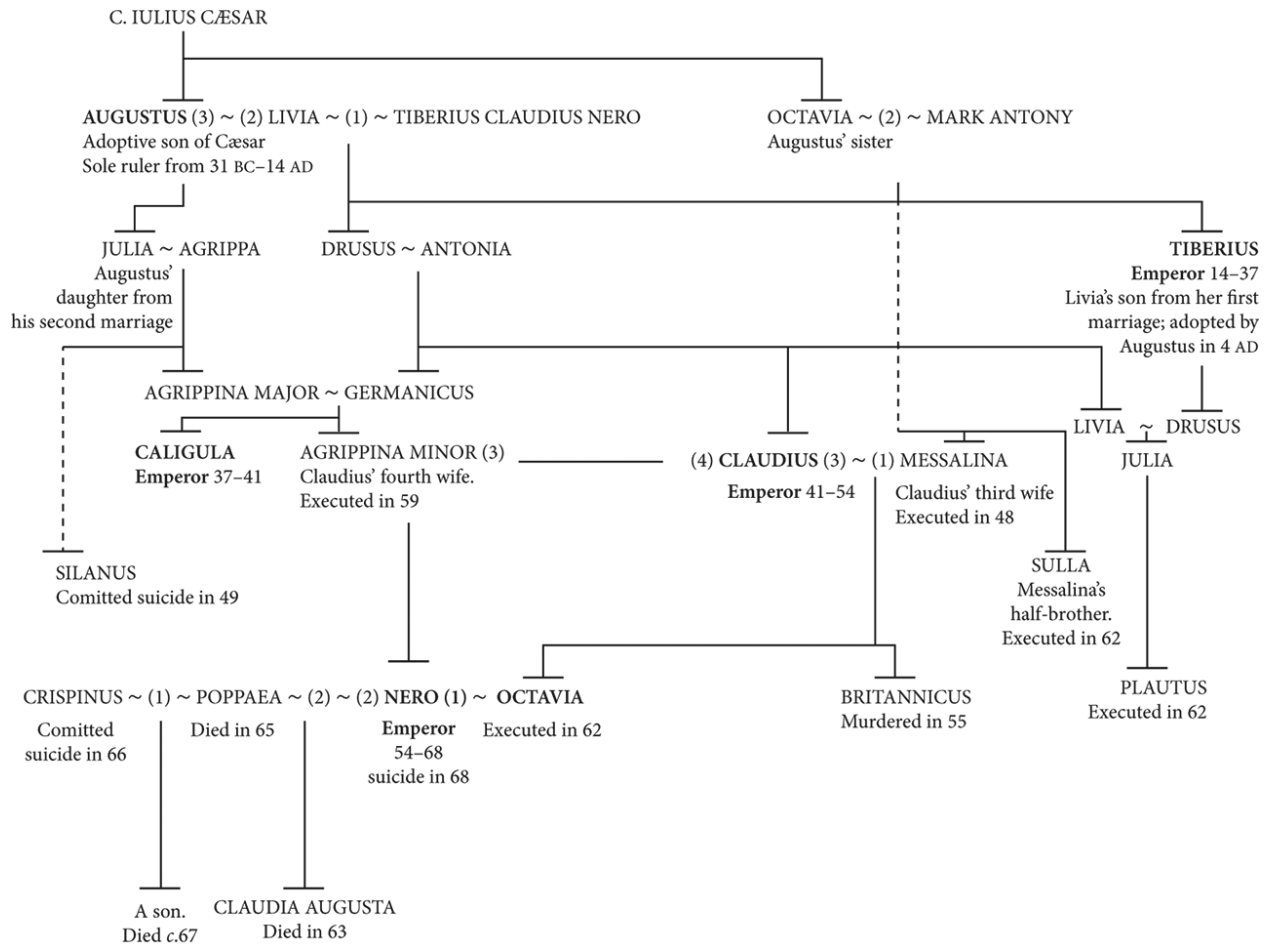 C. IULIUS CÆSAR
AUGUSTUS (3) ~ (2) LIVIA ~ (1) ~ TIBERIUS CLAUDIUS NERO
Adoptive son of Cæsar
Sole ruler from 31 BC–14 AD
OCTAVIA ~ (2) ~ MARK ANTONY
Augustus’ sister
JULIA ~ AGRIPPA
Augustus’
daughter from
his second marriage
DRUSUS ~ ANTONIA
TIBERIUS
Emperor 14–37
Livia’s son from her first
marriage; adopted by
Augustus in 4 AD
AGRIPPINA MAJOR ~ GERMANICUS
LIVIA ~ DRUSUS
CALIGULA
Emperor 37–41
AGRIPPINA MINOR (3)
Claudius’ fourth wife.
Executed in 59
(4) CLAUDIUS (3) ~ (1) MESSALINA
Emperor 41–54
Claudius’ third wife
Executed in 48
JULIA
SILANUS
Comitted suicide in 49
SULLA
Messalina’s
half-brother.
Executed in 62
CRISPINUS ~ (1) ~ POPPAEA ~ (2) ~ (2) NERO (1) ~ OCTAVIA
Comitted
suicide in 66
Died in 65
Emperor
54–68
suicide in 68
Executed in 62
BRITANNICUS
Murdered in 55
PLAUTUS
Executed in 62
A son.
Died c.67
CLAUDIA AUGUSTA
Died in 63